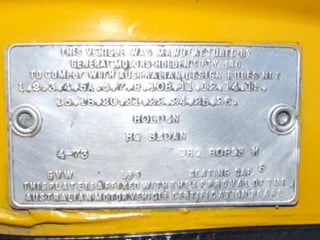 THIS VEHICLE WAS MANUFACTURED BY
GENERAL MOTORS-HOLDEN'S PTY. LTD.
TO COMPLY WITH AUSTRALIAN DESIGN RULES NOS
HOLDEN
HQ SEDAN
4-73
GVW LBS SEATING CAP. 5
THIS PLATE IS AFFIXED WITH THE APPROVAL OF THE
AUSTRALIAN MOTOR VEHICLE CERTIFICATION BOARD